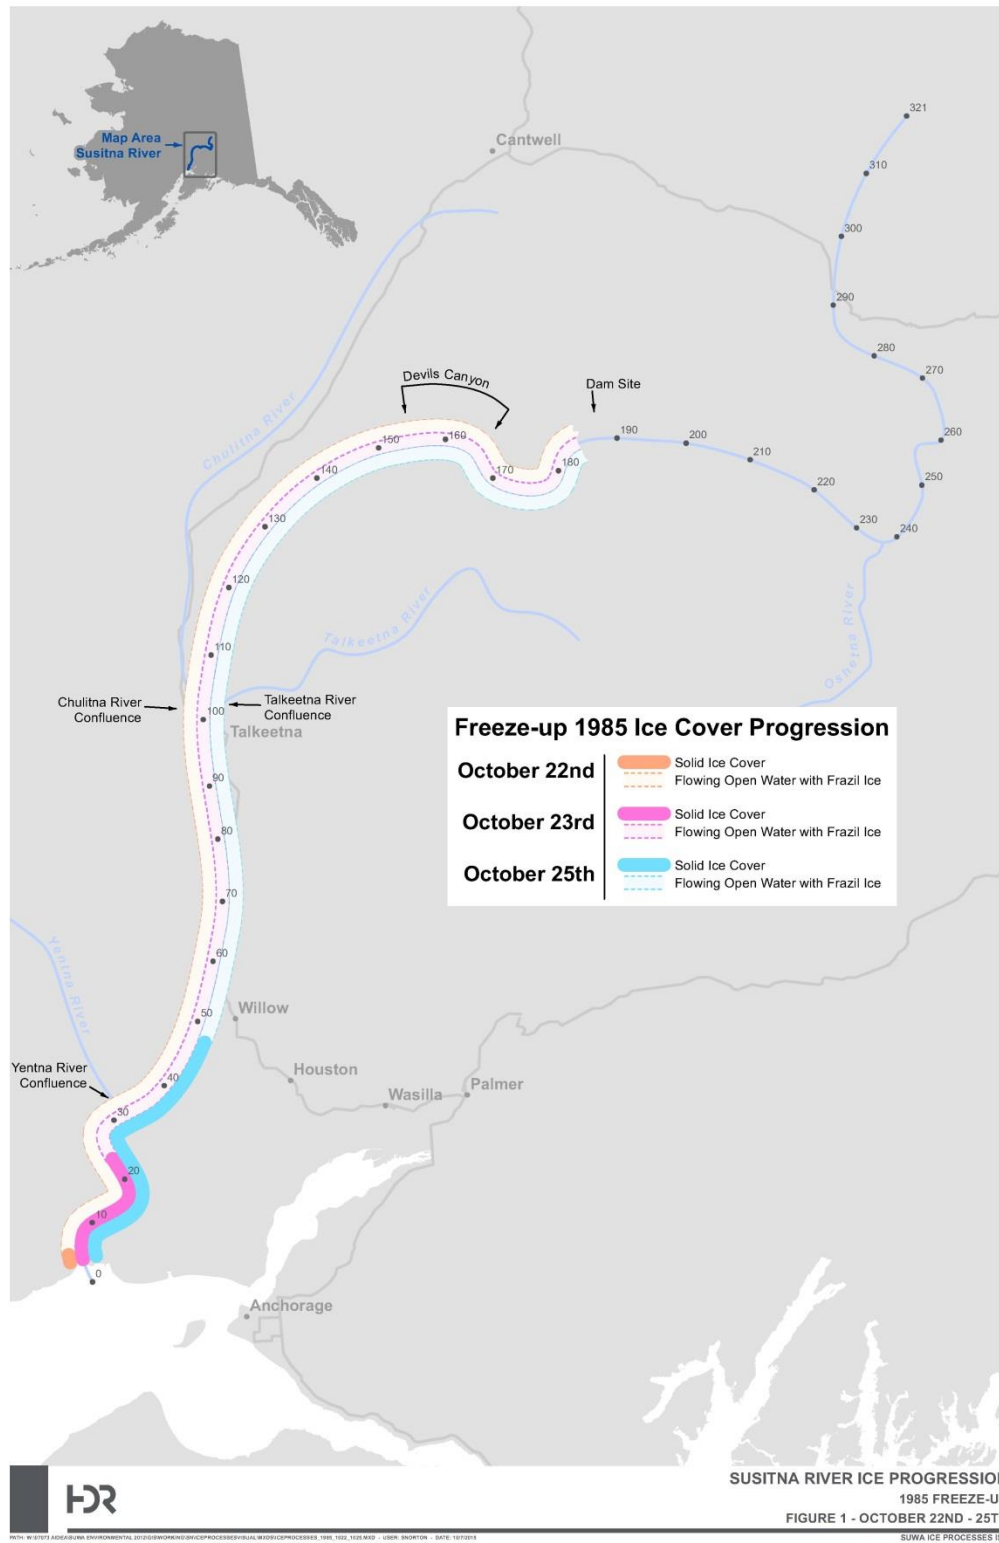 Map Area
Susitna River
Cantwell
321
310
300
290
280
270
260
250
240
230
220
210
200
190
Dam Site
Devils Canyon
180
170
160
150
140
130
120
110
100
90
80
70
60
50
40
30
20
10
0
Chulitna River
Talkeetna River
Oshetna River
Yentna River
Chulitna River
Confluence
Talkeetna River
Confluence
Talkeetna
Freeze-up 1985 Ice Cover Progression
October 22nd
Solid Ice Cover
Flowing Open Water with Frazil Ice
October 23rd
Solid Ice Cover
Flowing Open Water with Frazil Ice
October 25th
Solid Ice Cover
Flowing Open Water with Frazil Ice
Willow
Houston
Wasilla
Palmer
Yentna River
Confluence
Anchorage
HDR
SUSITNA RIVER ICE PROGRESSION
1985 FREEZE-U
FIGURE 1 - OCTOBER 22ND - 25T
SUWA ICE PROCESSES IS